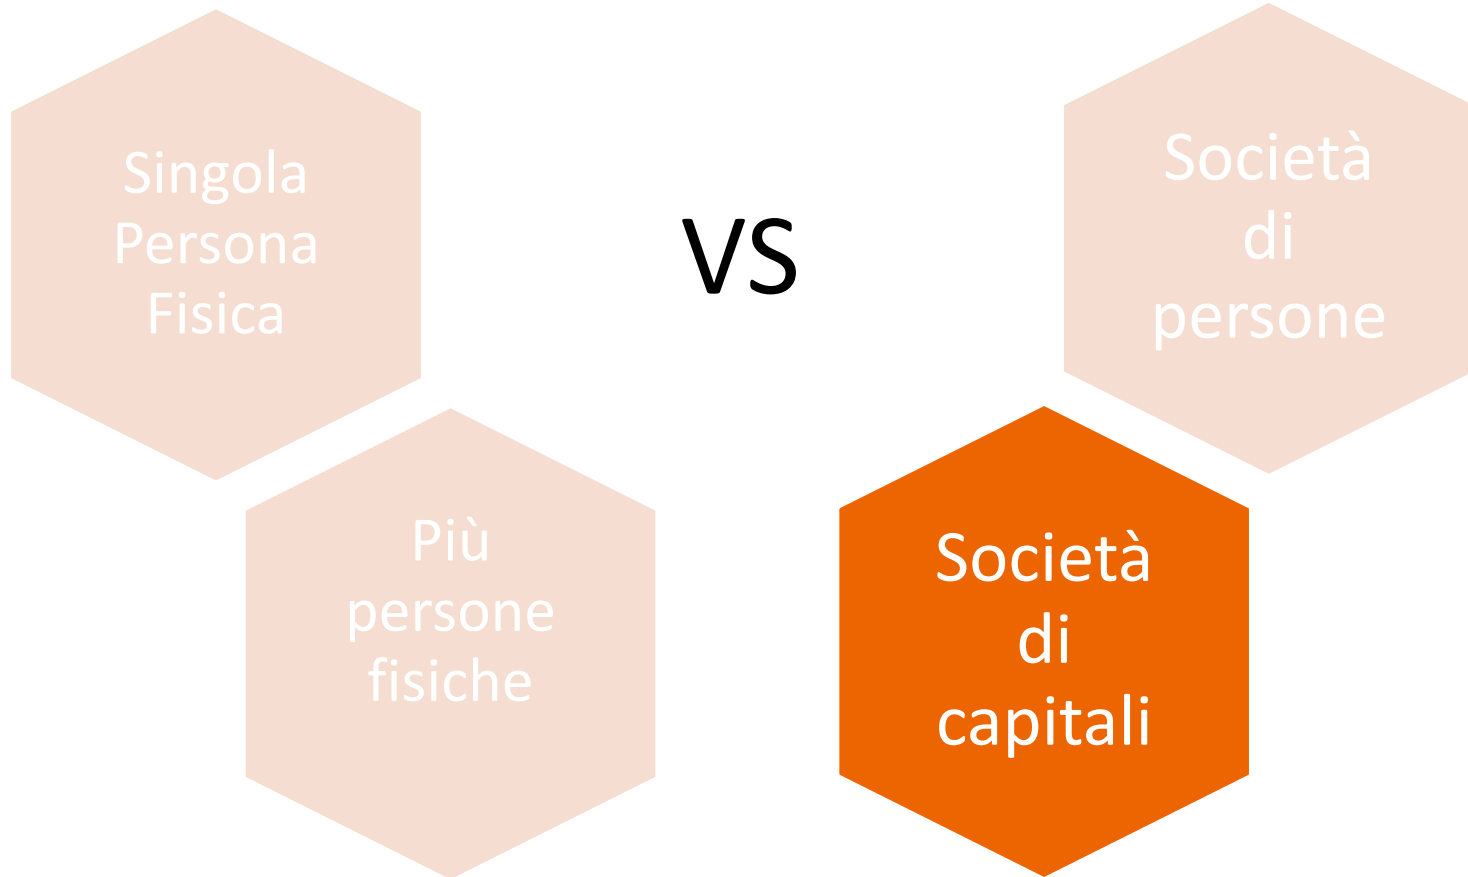 Singola
Persona
Fisica
VS
Società
di
persone
Più
persone
fisiche
Società
di
capitali